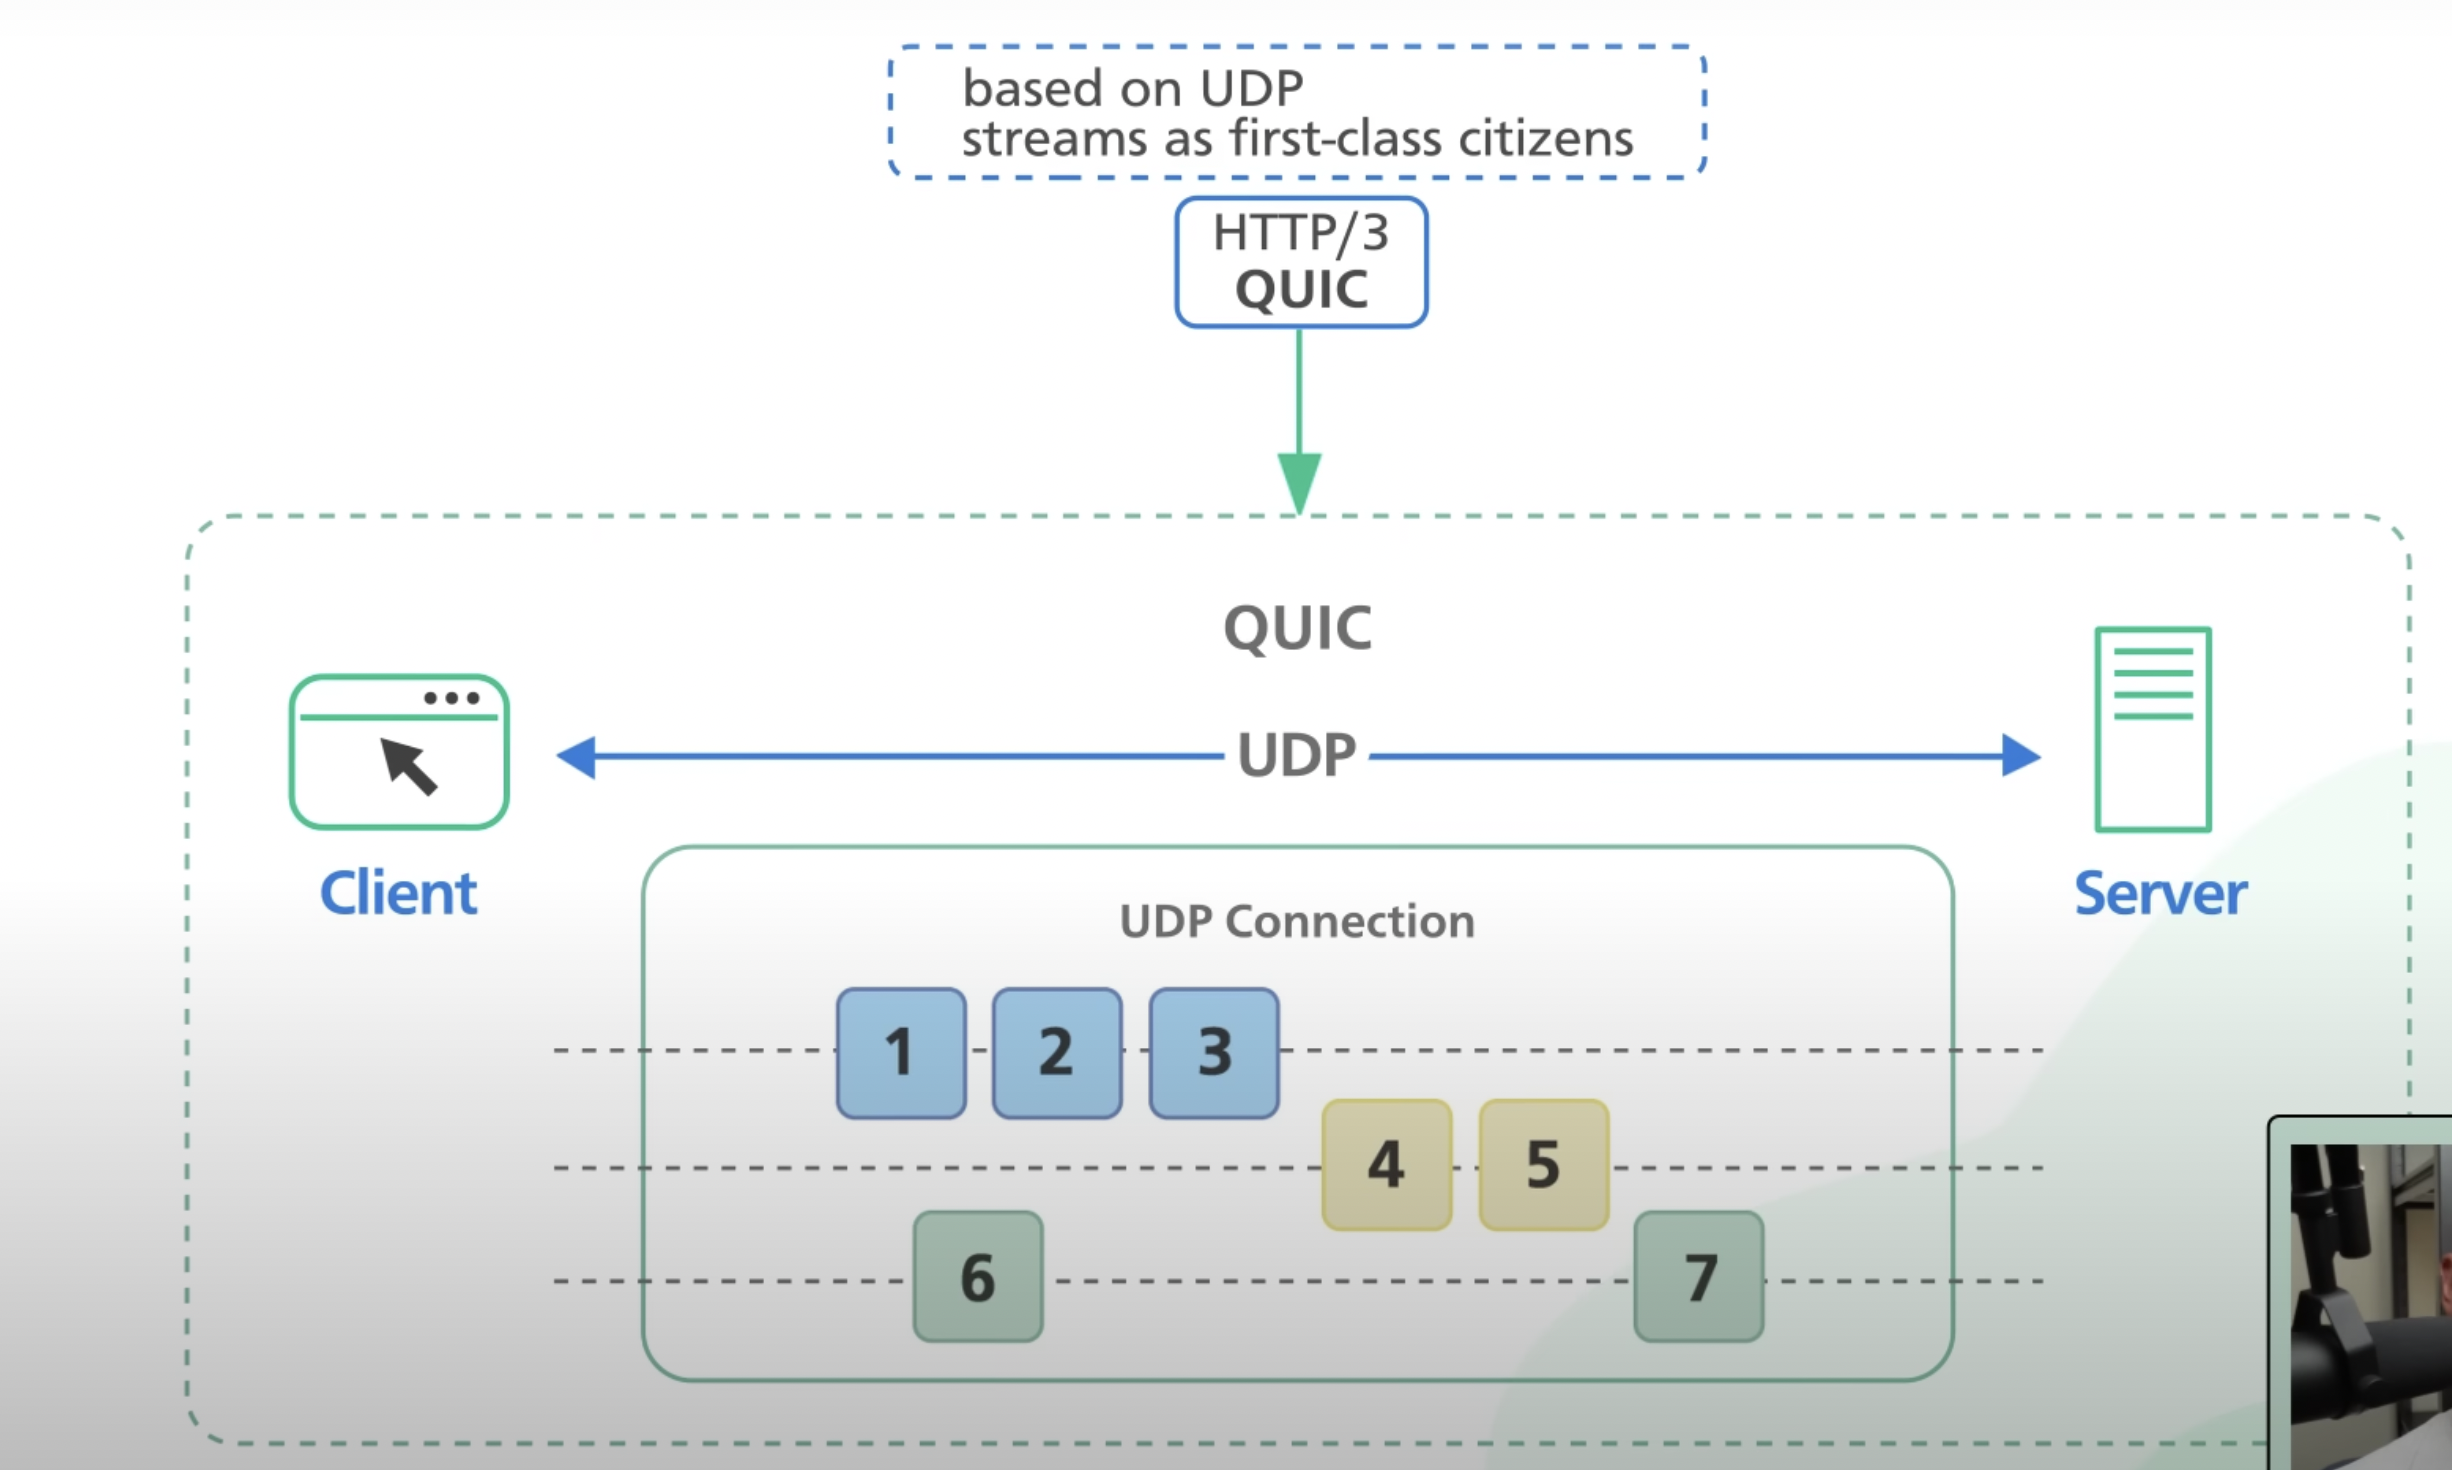 based on UDP
streams as first-class citizens
HTTP/3
QUIC
QUIC
UDP
Client
Server
UDP Connection
1 2 3
4 5
6 7